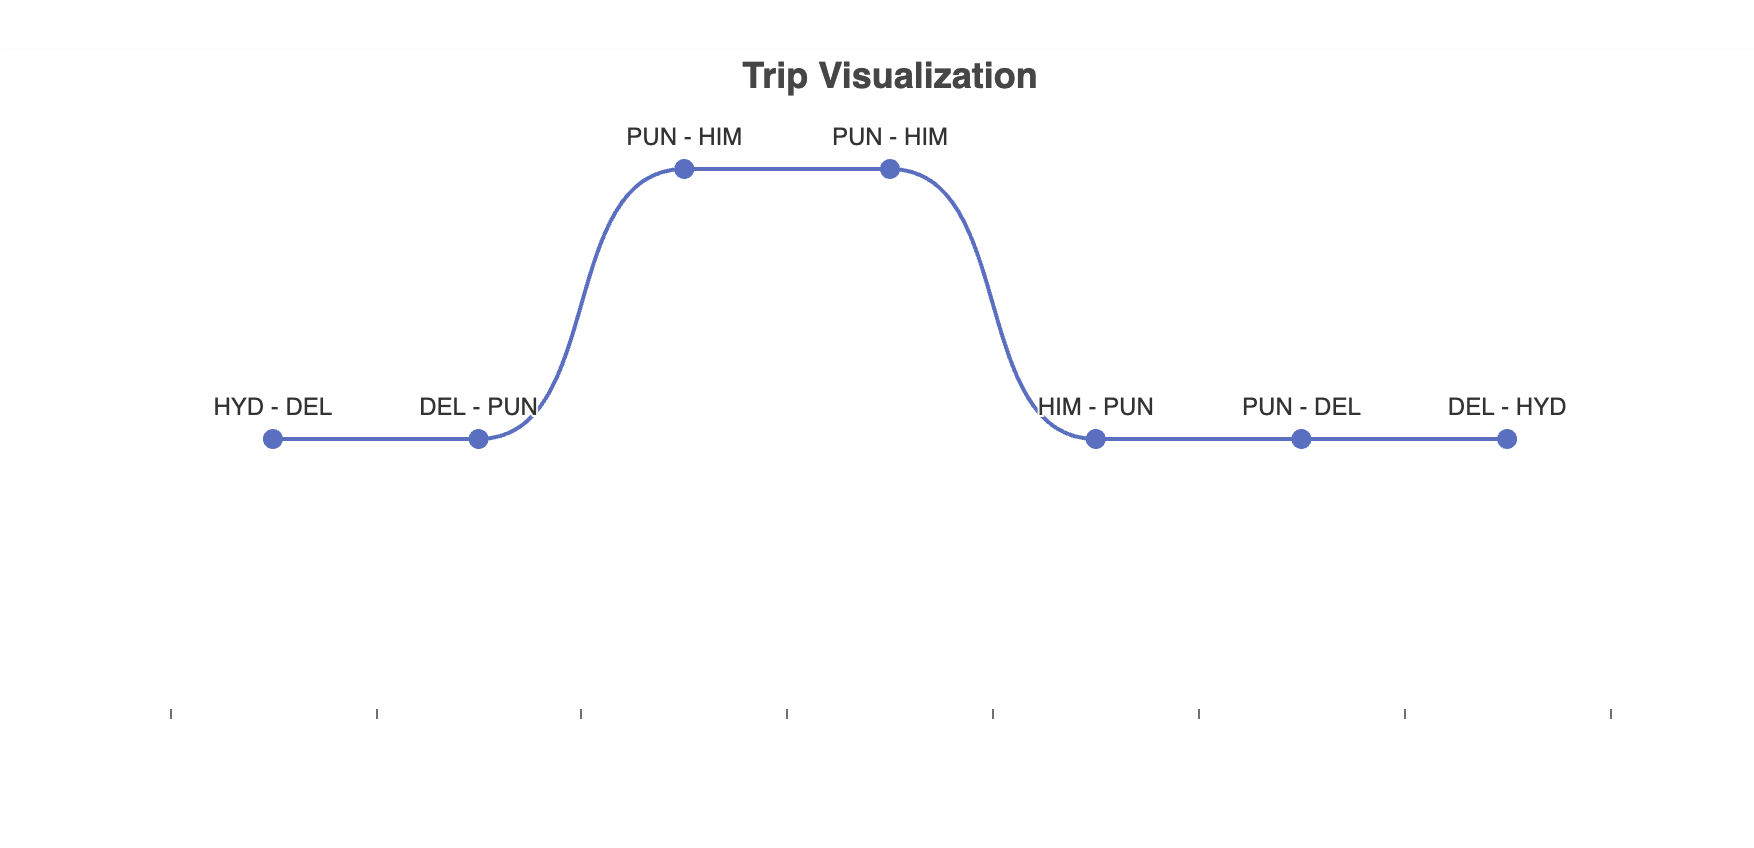 Trip Visualization
PUN - HIM
PUN - HIM
HYD - DEL
DEL - PUN
HIM - PUN
PUN - DEL
DEL - HYD